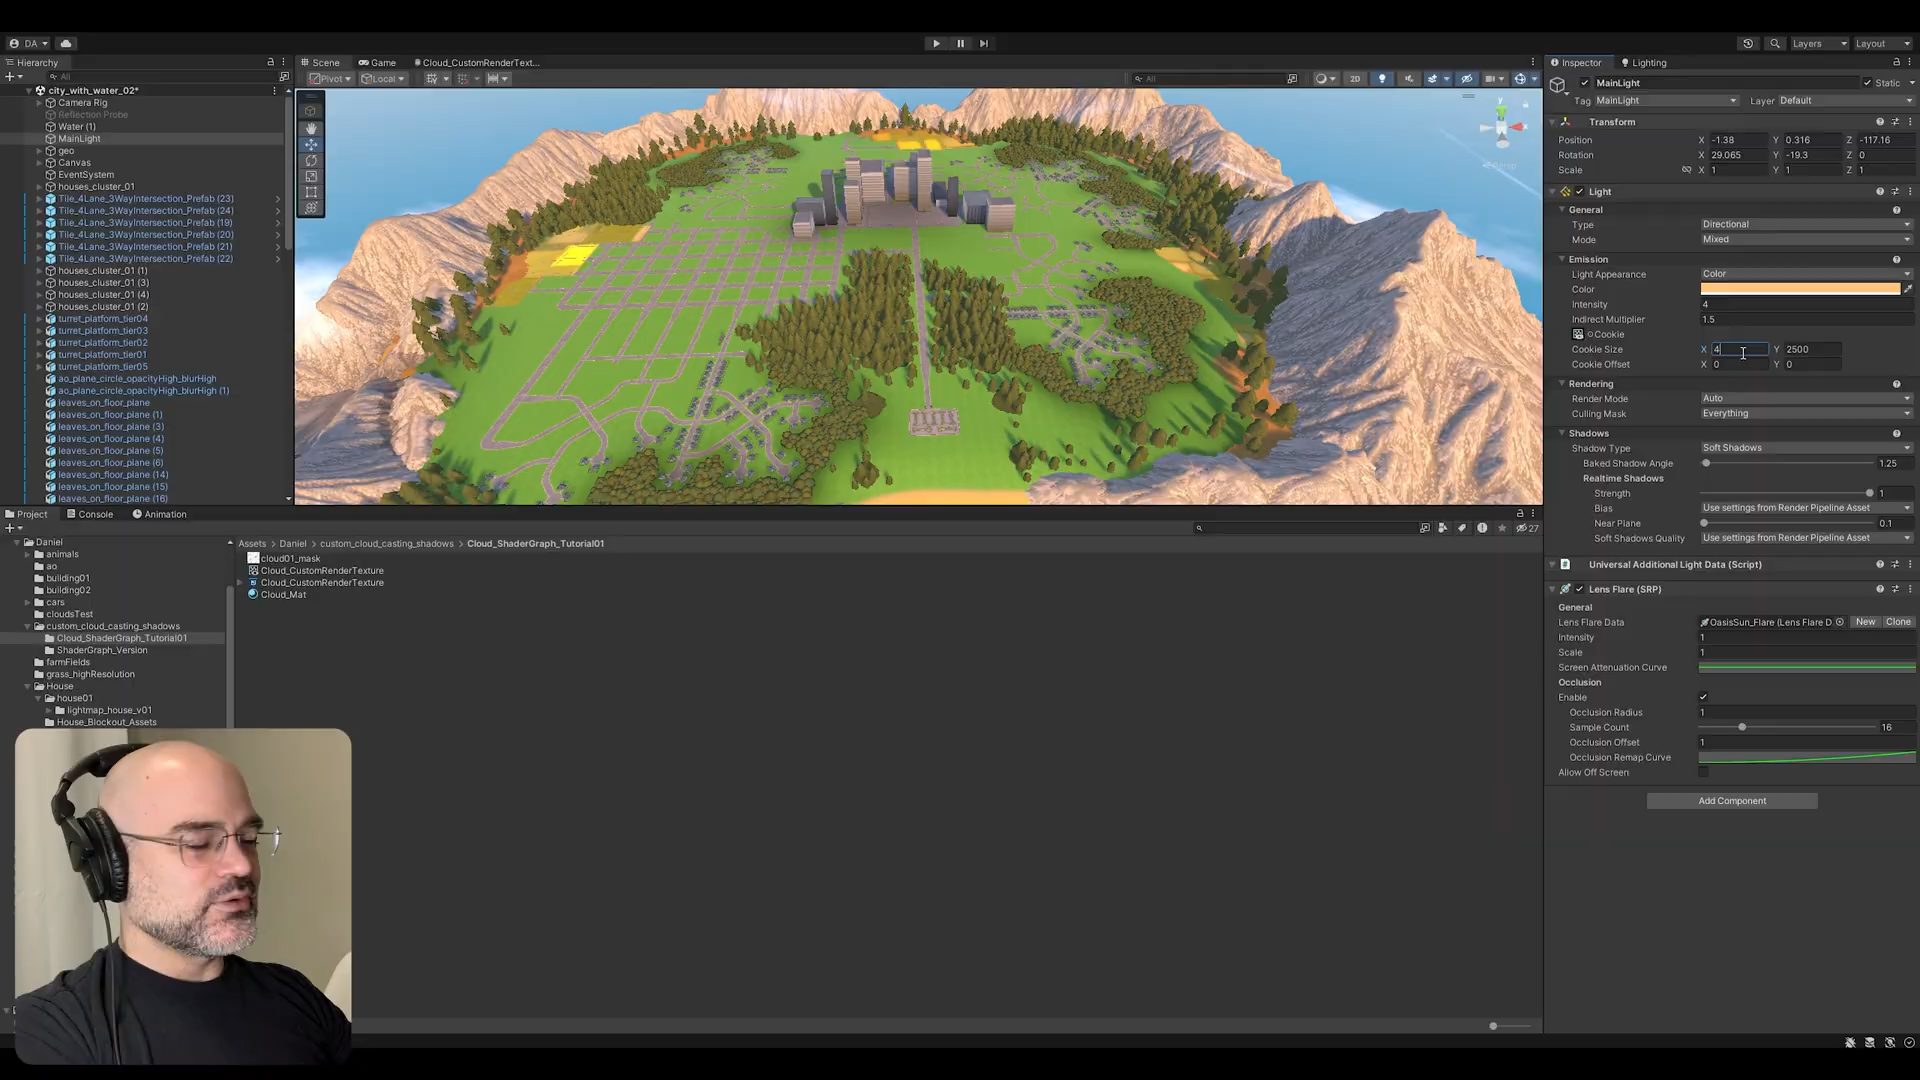 DA
Layers
Layout
Hierarchy
All
city_with_water_02*
Camera Rig
Reflection Probe
Water (1)
MainLight
geo
Canvas
EventSystem
houses_cluster_01
Tile_4Lane_3WayIntersection_Prefab (23)
Tile_4Lane_3WayIntersection_Prefab (24)
Tile_4Lane_3WayIntersection_Prefab (19)
Tile_4Lane_3WayIntersection_Prefab (20)
Tile_4Lane_3WayIntersection_Prefab (21)
Tile_4Lane_3WayIntersection_Prefab (22)
houses_cluster_01 (1)
houses_cluster_01 (3)
houses_cluster_01 (4)
houses_cluster_01 (2)
turret_platform_tier04
turret_platform_tier03
turret_platform_tier02
turret_platform_tier01
turret_platform_tier05
ao_plane_circle_opacityHigh_blurHigh
ao_plane_circle_opacityHigh_blurHigh (1)
leaves_on_floor_plane
leaves_on_floor_plane (1)
leaves_on_floor_plane (3)
leaves_on_floor_plane (4)
leaves_on_floor_plane (5)
leaves_on_floor_plane (6)
leaves_on_floor_plane (14)
leaves_on_floor_plane (15)
leaves_on_floor_plane (16)
Scene Game Cloud_CustomRenderText...
Pivot Local 2D All
Inspector Lighting
MainLight Static
Tag MainLight Layer Default
Transform
Position X -1.38 Y 0.316 Z -117.16
Rotation X 29.065 Y -19.3 Z 0
Scale X 1 Y 1 Z 1
Light
General
Type Directional
Mode Mixed
Emission
Light Appearance Color
Color
Intensity 4
Indirect Multiplier 1.5
Cookie
Cookie Size X 4 Y 2500
Cookie Offset X 0 Y 0
Rendering
Render Mode Auto
Culling Mask Everything
Shadows
Shadow Type Soft Shadows
Baked Shadow Angle 1.25
Realtime Shadows
Strength 1
Bias Use settings from Render Pipeline Asset
Near Plane 0.1
Soft Shadows Quality Use settings from Render Pipeline Asset
Universal Additional Light Data (Script)
Lens Flare (SRP)
General
Lens Flare Data OasisSun_Flare (Lens Flare D New Clone
Intensity 1
Scale 1
Screen Attenuation Curve
Occlusion
Enable
Occlusion Radius 1
Sample Count 16
Occlusion Offset 1
Occlusion Remap Curve
Allow Off Screen
Add Component
Project Console Animation
27
Daniel
animals
ao
building01
building02
cars
cloudsTest
custom_cloud_casting_shadows
Cloud_ShaderGraph_Tutorial01
ShaderGraph_Version
farmFields
grass_highResolution
House
house01
lightmap_house_v01
House_Blockout_Assets
Assets Daniel custom_cloud_casting_shadows Cloud_ShaderGraph_Tutorial01
cloud01_mask
Cloud_CustomRenderTexture
Cloud_CustomRenderTexture
Cloud_Mat